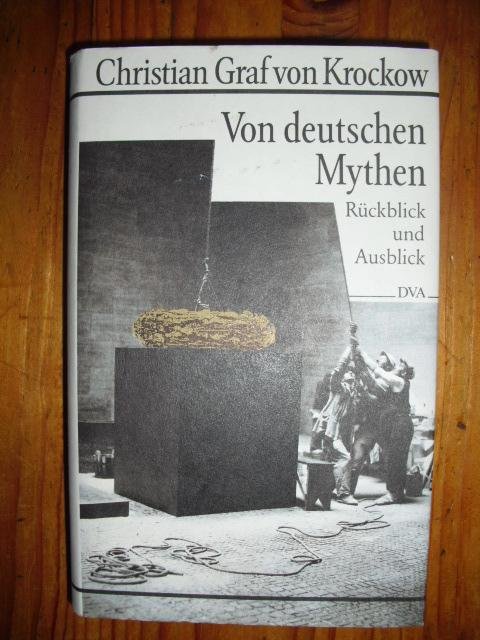 Christian Graf von Krockow
Von deutschen
Mythen
Rückblick
und
Ausblick
DVA